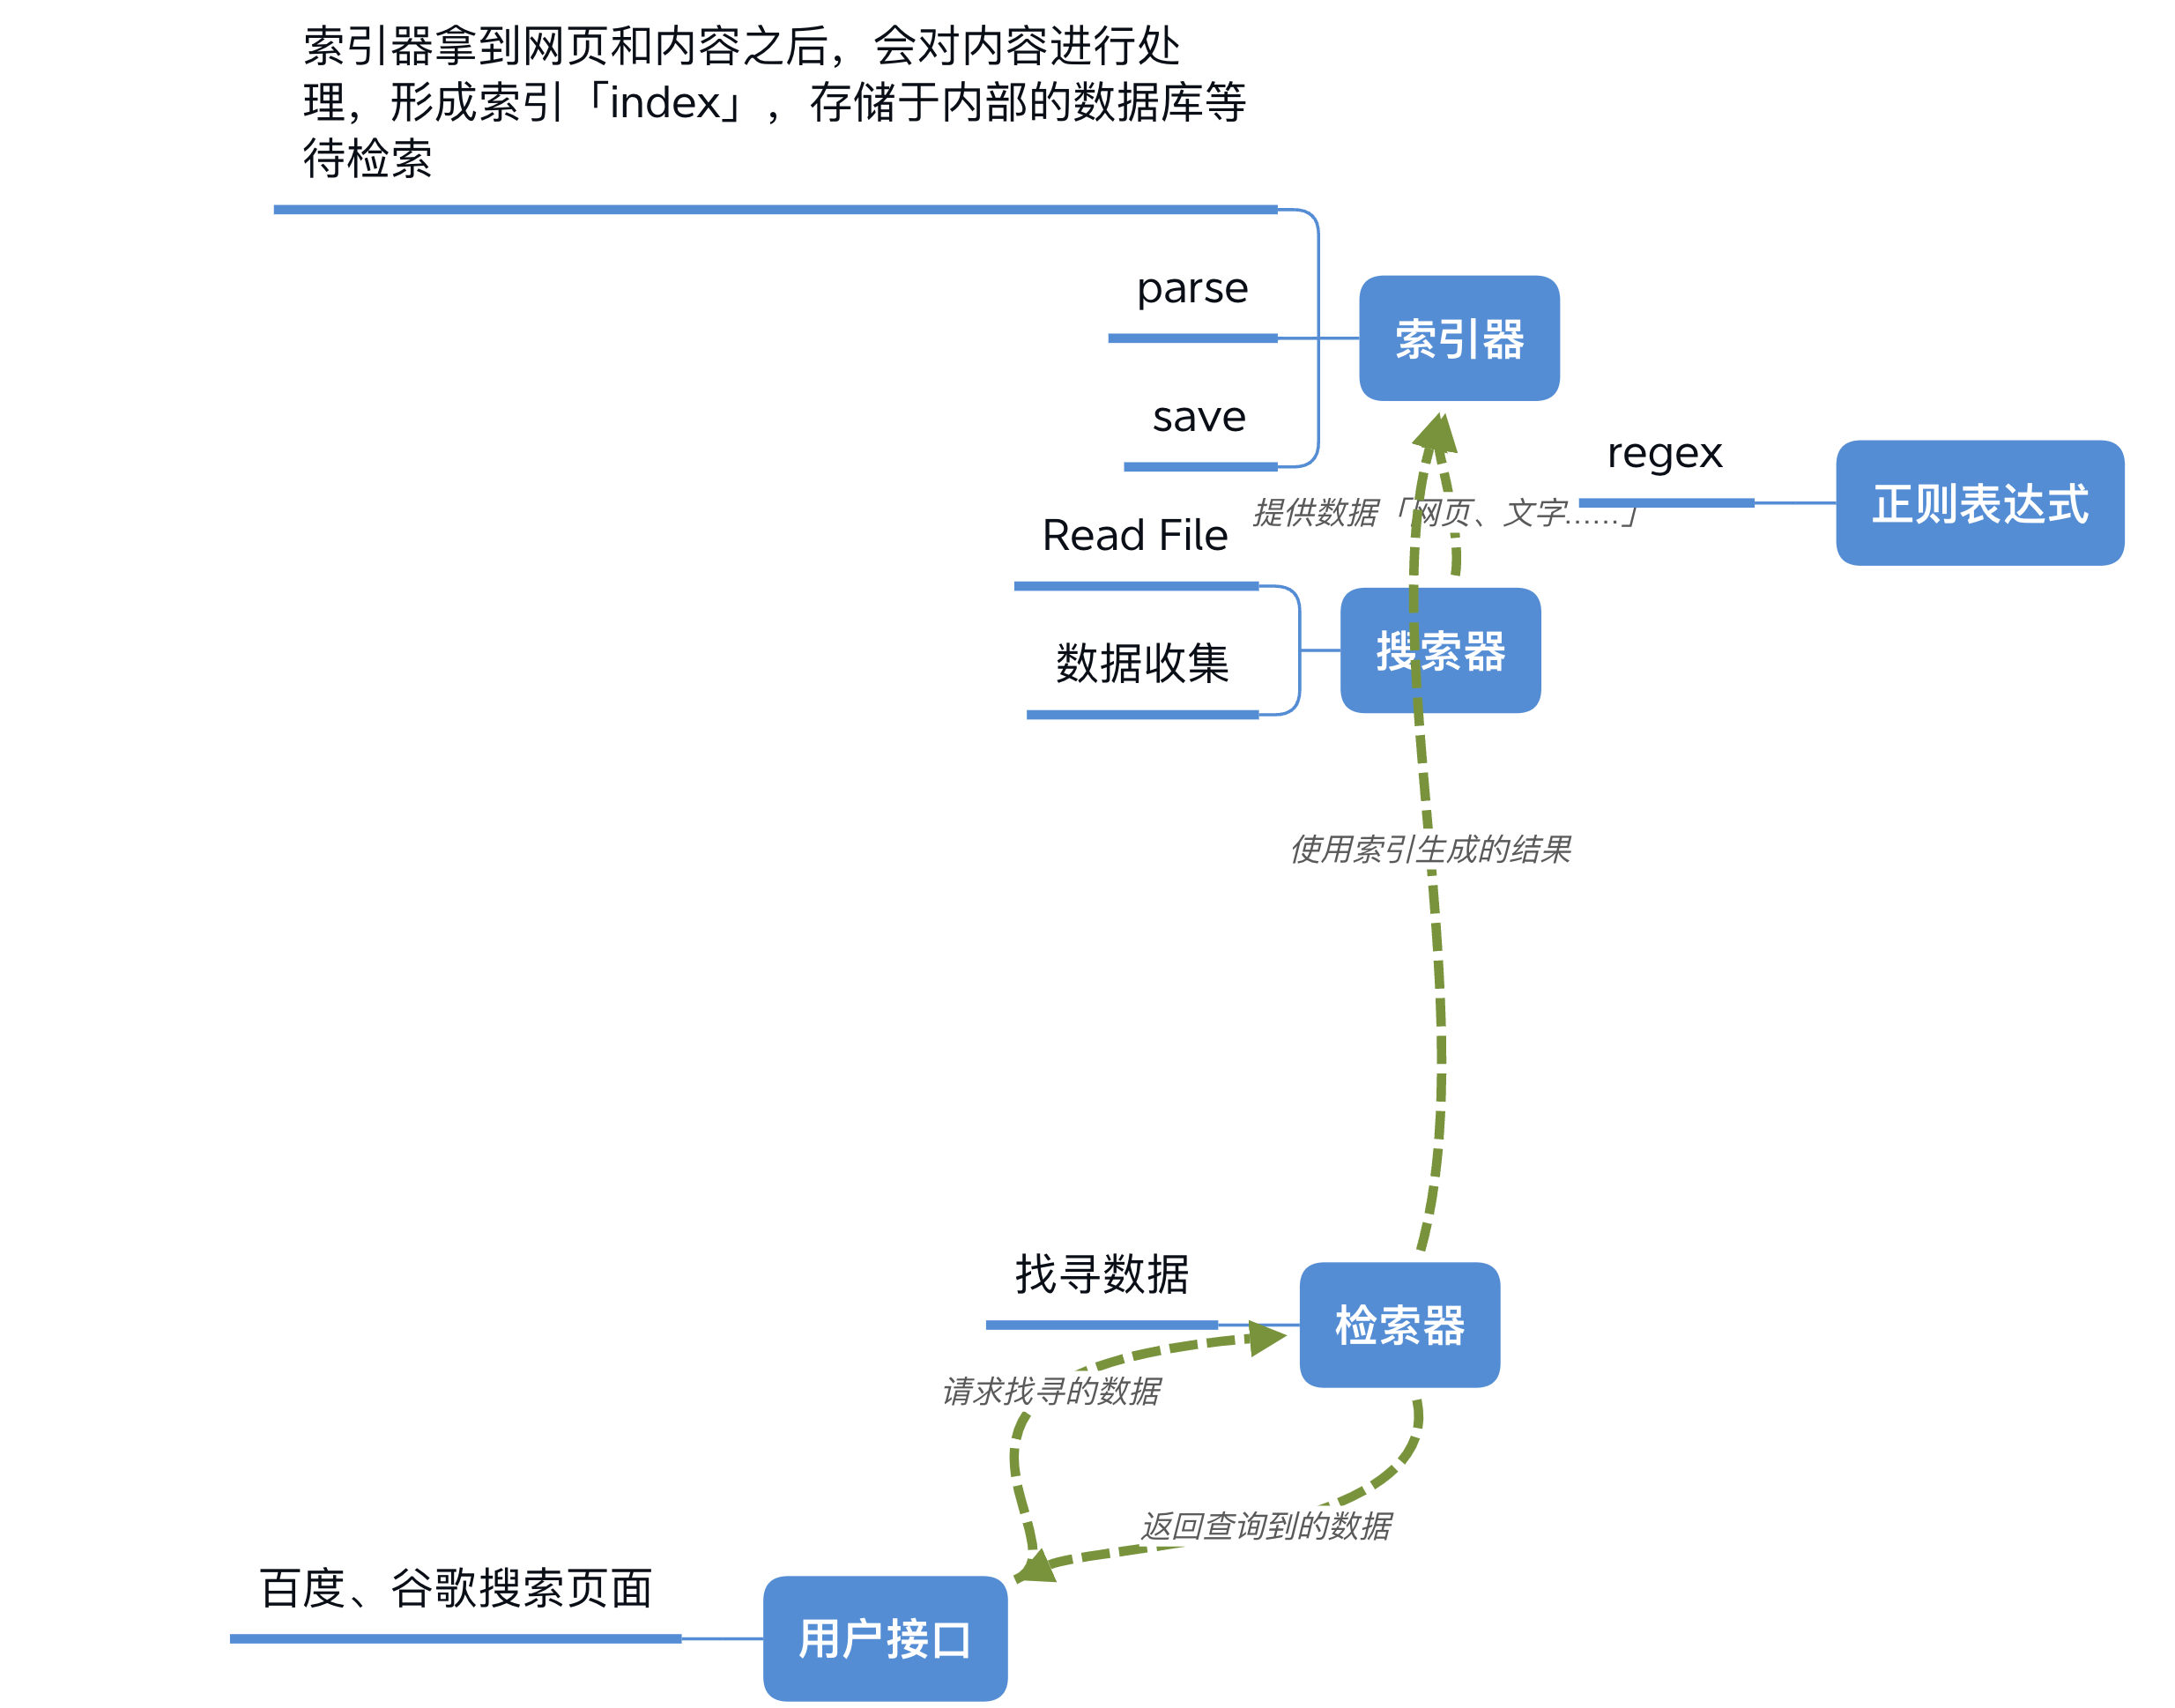 索引器拿到网页和内容之后，会对内容进行处
理，形成索引「index」，存储于内部的数据库等
待检索
parse
索引器
save
regex
正则表达式
提供数据「网页、文字……」
Read File
搜索器
数据收集
使用索引生成的结果
找寻数据
检索器
请求找寻的数据
返回查询到的数据
百度、谷歌搜索页面
用户接口